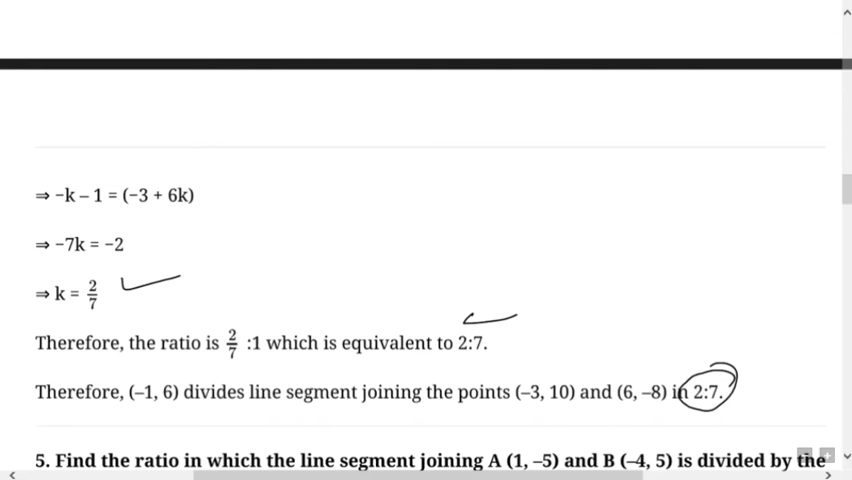 ⇒ −k – 1 = (−3 + 6k)
⇒ −7k = −2
⇒ k = 2/7
Therefore, the ratio is 2/7 :1 which is equivalent to 2:7.
Therefore, (–1, 6) divides line segment joining the points (–3, 10) and (6, –8) in 2:7.
5. Find the ratio in which the line segment joining A (1, –5) and B (–4, 5) is divided by the